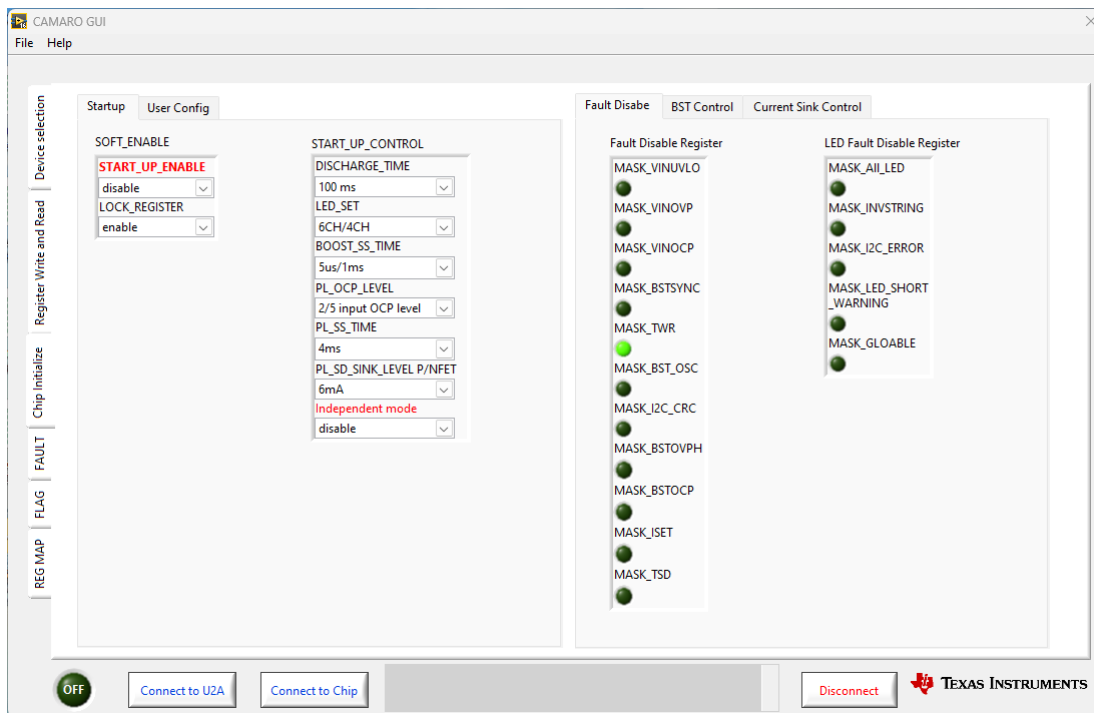 CAMARO GUI
File Help
Device selection
Register Write and Read
Chip Initialize
FAULT
FLAG
REG MAP
Startup User Config
SOFT_ENABLE
START_UP_ENABLE
disable
LOCK_REGISTER
enable
START_UP_CONTROL
DISCHARGE_TIME
100 ms
LED_SET
6CH/4CH
BOOST_SS_TIME
5us/1ms
PL_OCP_LEVEL
2/5 input OCP level
PL_SS_TIME
4ms
PL_SD_SINK_LEVEL P/NFET
6mA
Independent mode
disable
Fault Disabe BST Control Current Sink Control
Fault Disable Register
MASK_VINUVLO
MASK_VINOVP
MASK_VINOCP
MASK_BSTSYNC
MASK_TWR
MASK_BST_OSC
MASK_I2C_CRC
MASK_BSTOVPH
MASK_BSTOCP
MASK_ISET
MASK_TSD
LED Fault Disable Register
MASK_All_LED
MASK_INVSTRING
MASK_I2C_ERROR
MASK_LED_SHORT
_WARNING
MASK_GLOABLE
OFF
Connect to U2A
Connect to Chip
Disconnect
TEXAS INSTRUMENTS